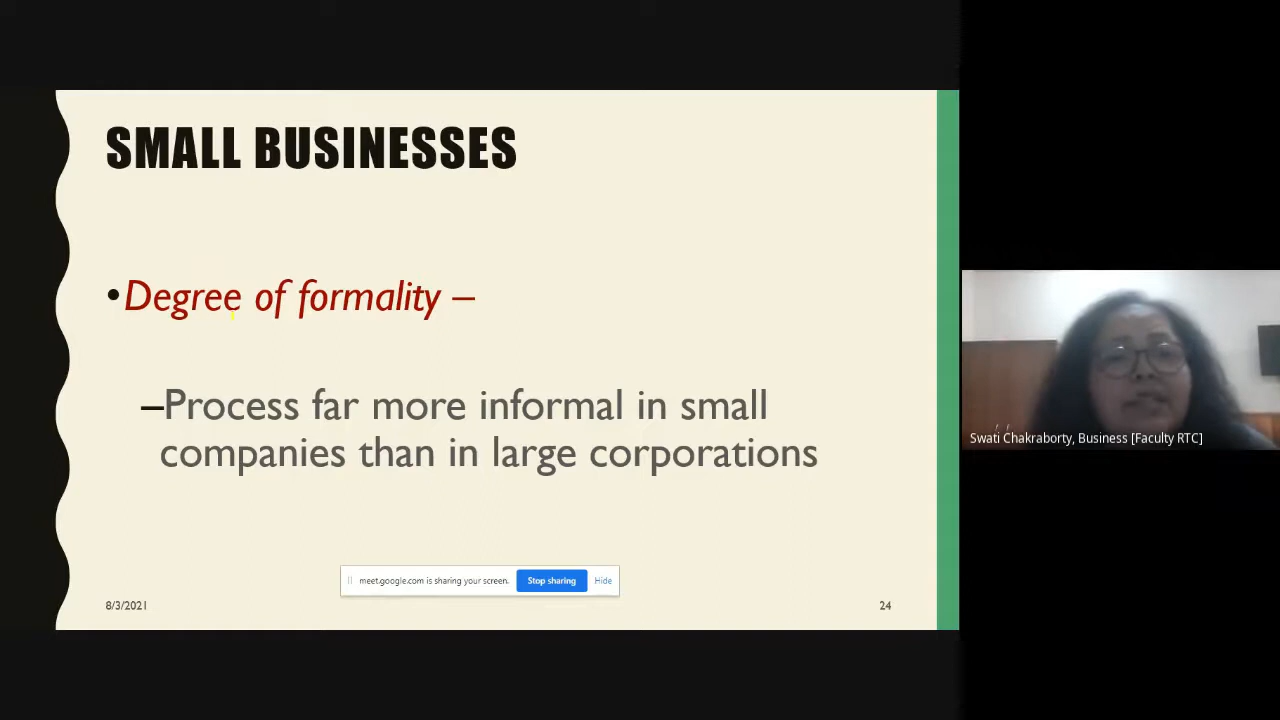 SMALL BUSINESSES
•Degree of formality –
–Process far more informal in small
companies than in large corporations
meet.google.com is sharing your screen.
Stop sharing
Hide
8/3/2021
24
Swati Chakraborty, Business [Faculty RTC]